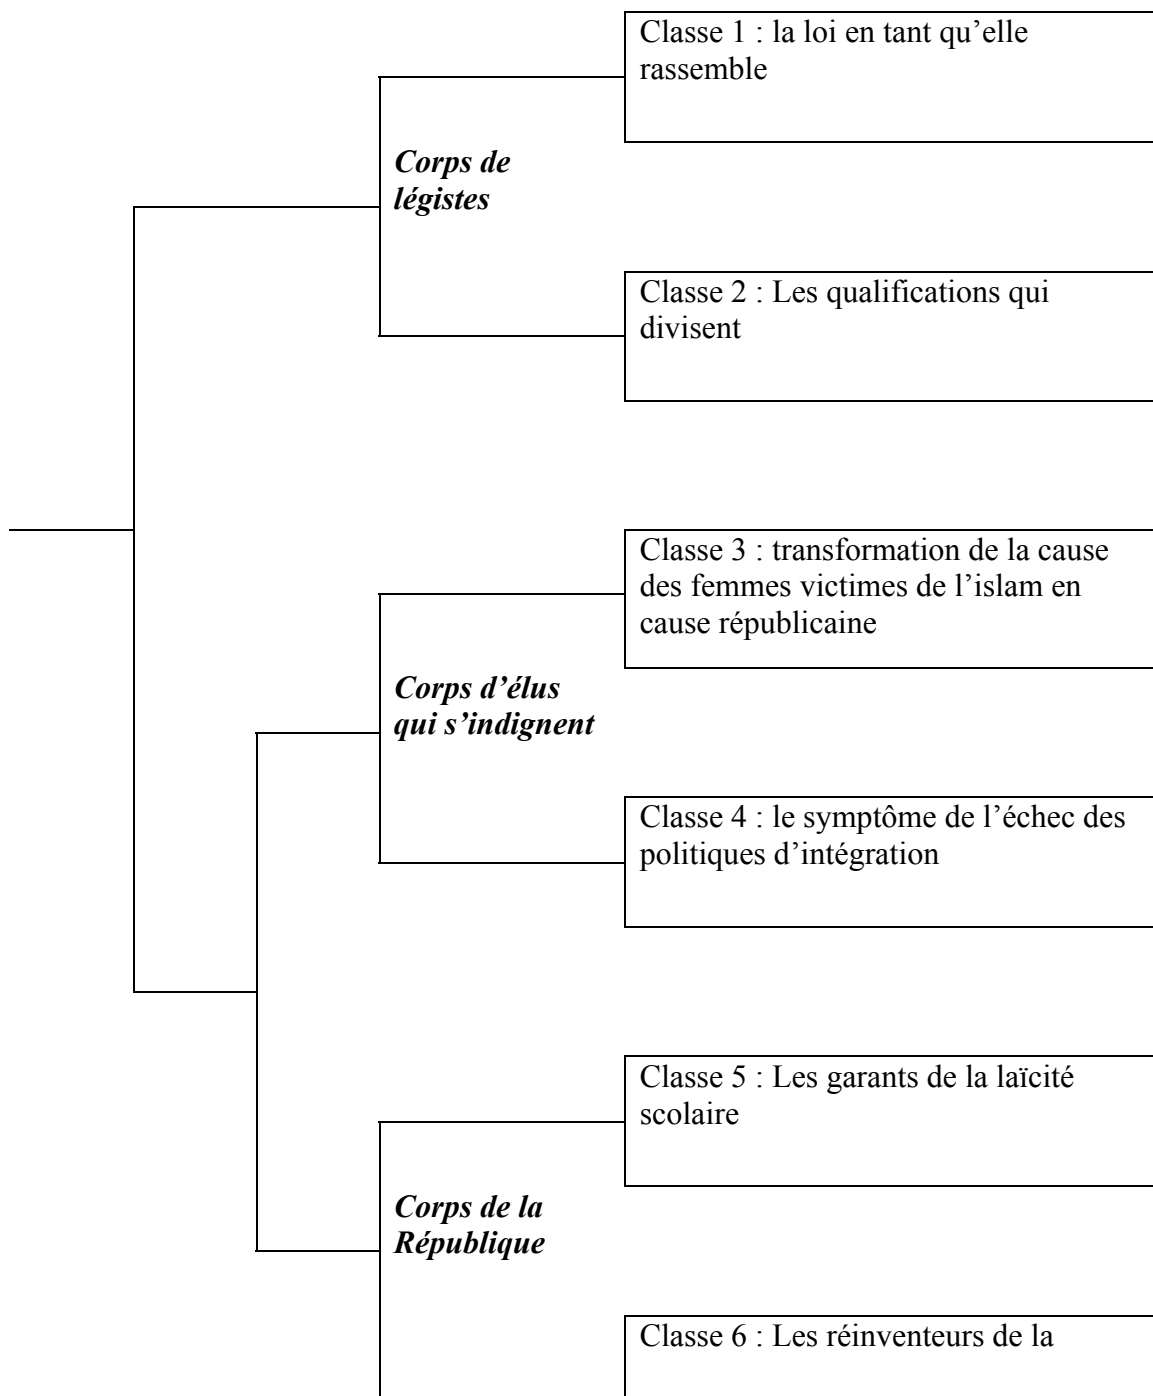 Classe 1 : la loi en tant qu’elle
rassemble
Corps de
légistes
Classe 2 : Les qualifications qui
divisent
Classe 3 : transformation de la cause
des femmes victimes de l’islam en
cause républicaine
Corps d’élus
qui s’indignent
Classe 4 : le symptôme de l’échec des
politiques d’intégration
Classe 5 : Les garants de la laïcité
scolaire
Corps de la
République
Classe 6 : Les réinventeurs de la